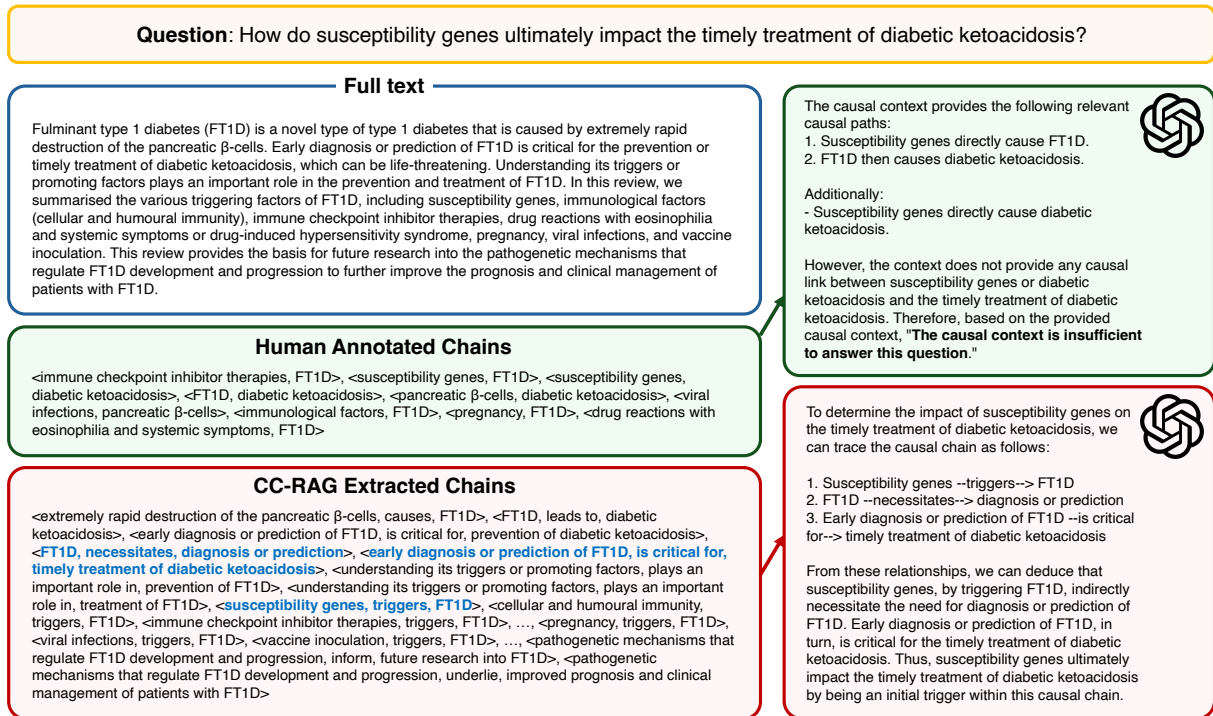 Question: How do susceptibility genes ultimately impact the timely treatment of diabetic ketoacidosis?
Full text
Fulminant type 1 diabetes (FT1D) is a novel type of type 1 diabetes that is caused by extremely rapid
destruction of the pancreatic β-cells. Early diagnosis or prediction of FT1D is critical for the prevention or
timely treatment of diabetic ketoacidosis, which can be life-threatening. Understanding its triggers or
promoting factors plays an important role in the prevention and treatment of FT1D. In this review, we
summarised the various triggering factors of FT1D, including susceptibility genes, immunological factors
(cellular and humoural immunity), immune checkpoint inhibitor therapies, drug reactions with eosinophilia
and systemic symptoms or drug-induced hypersensitivity syndrome, pregnancy, viral infections, and vaccine
inoculation. This review provides the basis for future research into the pathogenetic mechanisms that
regulate FT1D development and progression to further improve the prognosis and clinical management of
patients with FT1D.
Human Annotated Chains
<immune checkpoint inhibitor therapies, FT1D>, <susceptibility genes, FT1D>, <susceptibility genes,
diabetic ketoacidosis>, <FT1D, diabetic ketoacidosis>, <pancreatic β-cells, diabetic ketoacidosis>, <viral
infections, pancreatic β-cells>, <immunological factors, FT1D>, <pregnancy, FT1D>, <drug reactions with
eosinophilia and systemic symptoms, FT1D>
CC-RAG Extracted Chains
<extremely rapid destruction of the pancreatic β-cells, causes, FT1D>, <FT1D, leads to, diabetic
ketoacidosis>, <early diagnosis or prediction of FT1D, is critical for, prevention of diabetic ketoacidosis>,
<FT1D, necessitates, diagnosis or prediction>, <early diagnosis or prediction of FT1D, is critical for,
timely treatment of diabetic ketoacidosis>, <understanding its triggers or promoting factors, plays an
important role in, prevention of FT1D>, <understanding its triggers or promoting factors, plays an important
role in, treatment of FT1D>, <susceptibility genes, triggers, FT1D>, <cellular and humoural immunity,
triggers, FT1D>, <immune checkpoint inhibitor therapies, triggers, FT1D>, …, <pregnancy, triggers, FT1D>,
<viral infections, triggers, FT1D>, <vaccine inoculation, triggers, FT1D>, …, <pathogenetic mechanisms that
regulate FT1D development and progression, inform, future research into FT1D>, <pathogenetic
mechanisms that regulate FT1D development and progression, underlie, improved prognosis and clinical
management of patients with FT1D>
The causal context provides the following relevant
causal paths:
1. Susceptibility genes directly cause FT1D.
2. FT1D then causes diabetic ketoacidosis.
Additionally:
- Susceptibility genes directly cause diabetic
ketoacidosis.
However, the context does not provide any causal
link between susceptibility genes or diabetic
ketoacidosis and the timely treatment of diabetic
ketoacidosis. Therefore, based on the provided
causal context, "The causal context is insufficient
to answer this question."
To determine the impact of susceptibility genes on
the timely treatment of diabetic ketoacidosis, we
can trace the causal chain as follows:
1. Susceptibility genes --triggers--> FT1D
2. FT1D --necessitates--> diagnosis or prediction
3. Early diagnosis or prediction of FT1D --is critical
for--> timely treatment of diabetic ketoacidosis
From these relationships, we can deduce that
susceptibility genes, by triggering FT1D, indirectly
necessitate the need for diagnosis or prediction of
FT1D. Early diagnosis or prediction of FT1D, in
turn, is critical for the timely treatment of diabetic
ketoacidosis. Thus, susceptibility genes ultimately
impact the timely treatment of diabetic ketoacidosis
by being an initial trigger within this causal chain.